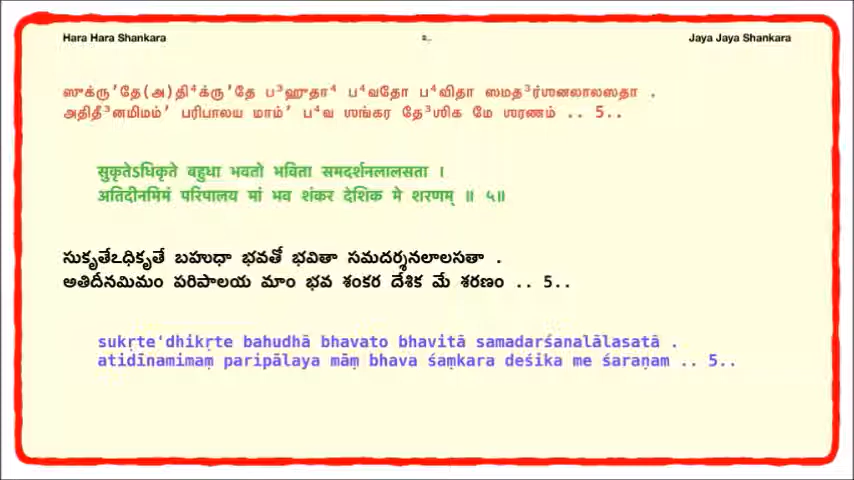 Hara Hara Shankara Jaya Jaya Shankara
ஸுக்ரு’தே(அ)தி⁴க்ரு’தே ப³ஹுதா⁴ ப⁴வதோ ப⁴விதா ஸமத³ர்ஶனலாலஸதா .
அதிதீ³னமிமம்’ பரிபாலய மாம்’ ப⁴வ ஶங்கர தே³ஶிக மே ஶரணம் .. 5..
सुकृतेऽधिकृते बहुधा भवतो भविता समदर्शनलालसता ।
अतिदीनमिमं परिपालय मां भव शंकर देशिक मे शरणम् ॥ ५॥
సుకృతేఽధికృతే బహుధా భవతో భవితా సమదర్శనలాలసతా .
అతిదీనమిమం పరిపాలయ మాం భవ శంకర దేశిక మే శరణం .. 5..
sukṛte'dhikṛte bahudhā bhavato bhavitā samadarśanalālasatā .
atidīnamimaṃ paripālaya māṃ bhava śaṃkara deśika me śaraṇam .. 5..